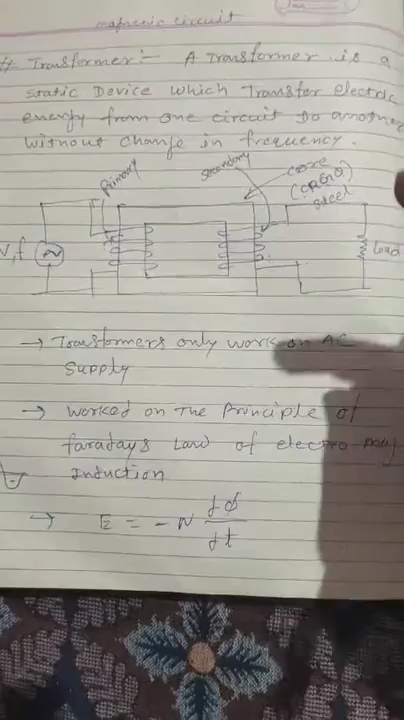 magnetic circuit
# Transformer :- A Transformer is a
static Device which Transfer electric
energy from one circuit To another
without change in frequency.
Primary
Secondary
core
(CRGO)
steel
V, f
Load
→ Transformers only work on AC
supply
→ worked on The Principle of
faradays Law of electro mag
Induction
→ E = -N dϕ
dt